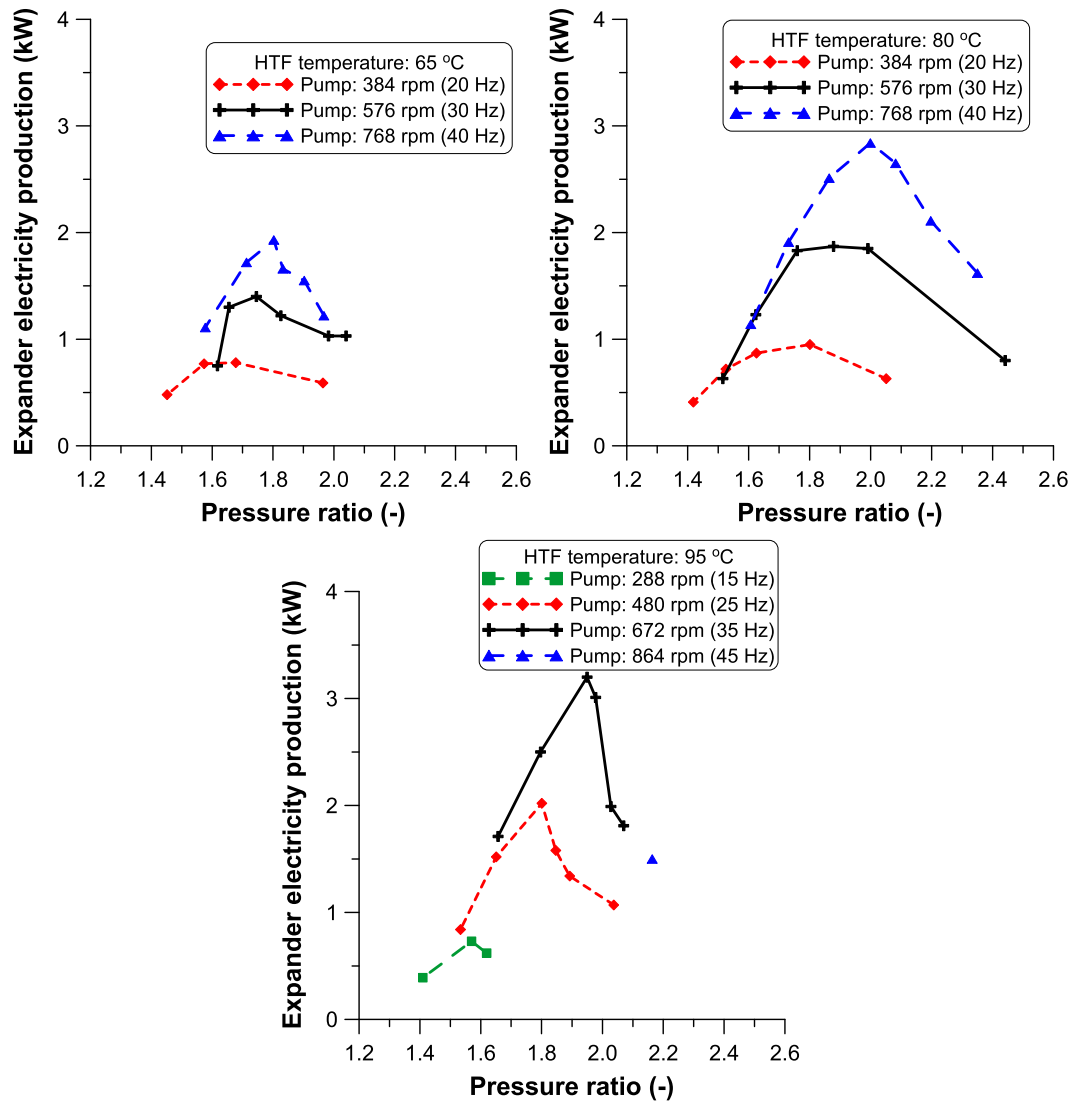 Expander electricity production (kW)
4
3
2
1
0
HTF temperature: 65 °C
Pump: 384 rpm (20 Hz)
Pump: 576 rpm (30 Hz)
Pump: 768 rpm (40 Hz)
1.2 1.4 1.6 1.8 2.0 2.2 2.4 2.6
Pressure ratio (-)
Expander electricity production (kW)
4
3
2
1
0
HTF temperature: 80 °C
Pump: 384 rpm (20 Hz)
Pump: 576 rpm (30 Hz)
Pump: 768 rpm (40 Hz)
1.2 1.4 1.6 1.8 2.0 2.2 2.4 2.6
Pressure ratio (-)
Expander electricity production (kW)
4
3
2
1
0
HTF temperature: 95 °C
Pump: 288 rpm (15 Hz)
Pump: 480 rpm (25 Hz)
Pump: 672 rpm (35 Hz)
Pump: 864 rpm (45 Hz)
1.2 1.4 1.6 1.8 2.0 2.2 2.4 2.6
Pressure ratio (-)